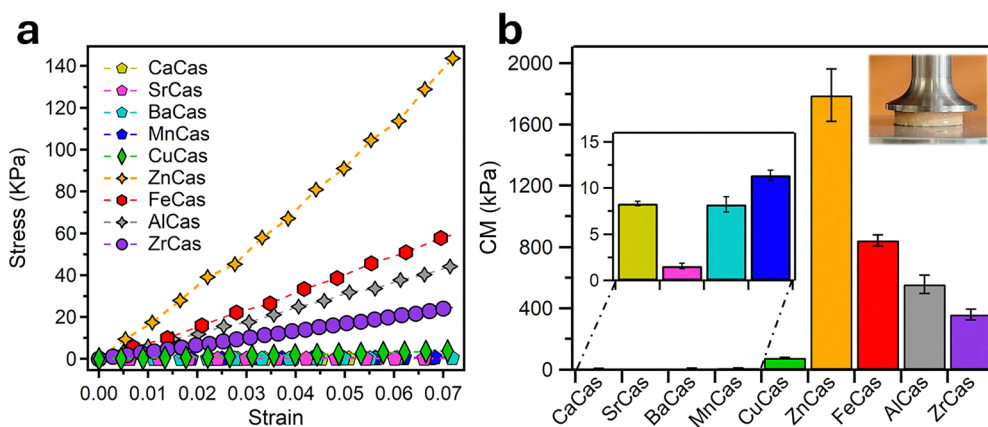 a
Stress (KPa)
140
120
100
80
60
40
20
0
CaCas
SrCas
BaCas
MnCas
CuCas
ZnCas
FeCas
AlCas
ZrCas
0.00 0.01 0.02 0.03 0.04 0.05 0.06 0.07
Strain
b
CM (kPa)
2000
1600
1200
800
400
0
15
10
5
0
CaCas SrCas BaCas MnCas CuCas ZnCas FeCas AlCas ZrCas